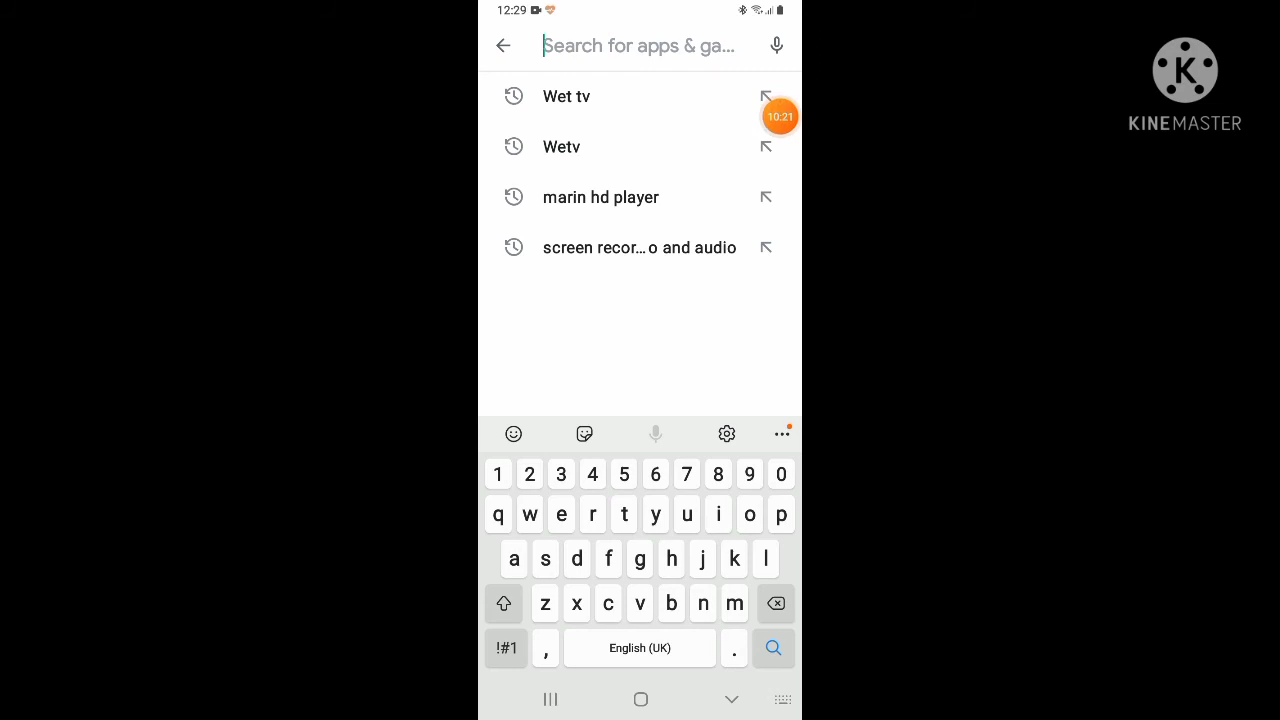 12:29
Search for apps & ga...
Wet tv
10:21
Wetv
marin hd player
screen recor... o and audio
1 2 3 4 5 6 7 8 9 0
q w e r t y u i o p
a s d f g h j k l
z x c v b n m
!#1 , English (UK) .
K
KINEMASTER